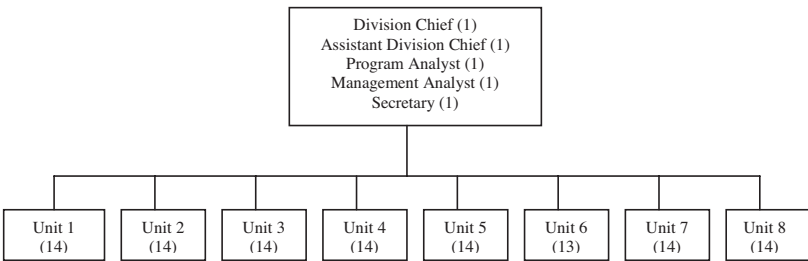 Division Chief (1)
Assistant Division Chief (1)
Program Analyst (1)
Management Analyst (1)
Secretary (1)
Unit 1
(14)
Unit 2
(14)
Unit 3
(14)
Unit 4
(14)
Unit 5
(14)
Unit 6
(13)
Unit 7
(14)
Unit 8
(14)